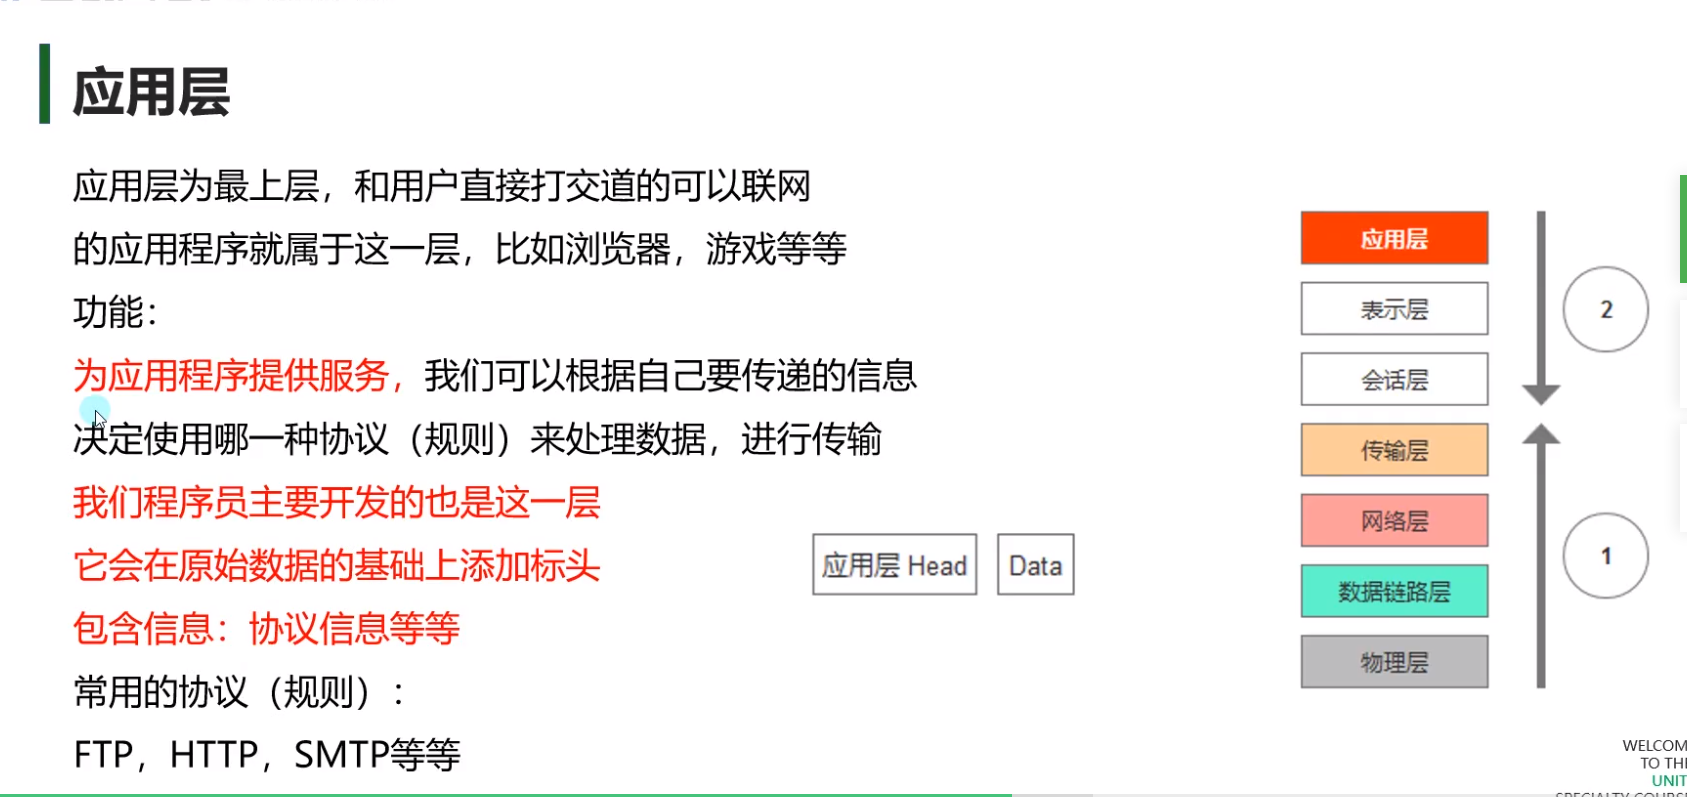 应用层
应用层为最上层，和用户直接打交道的可以联网
的应用程序就属于这一层，比如浏览器，游戏等等
功能：
为应用程序提供服务，我们可以根据自己要传递的信息
决定使用哪一种协议（规则）来处理数据，进行传输
我们程序员主要开发的也是这一层
它会在原始数据的基础上添加标头
包含信息：协议信息等等
常用的协议（规则）：
FTP，HTTP，SMTP等等
应用层 Head
Data
应用层
表示层
会话层
传输层
网络层
数据链路层
物理层
2
1
WELCOM
TO TH
UNIT
SPECIALTY COURS